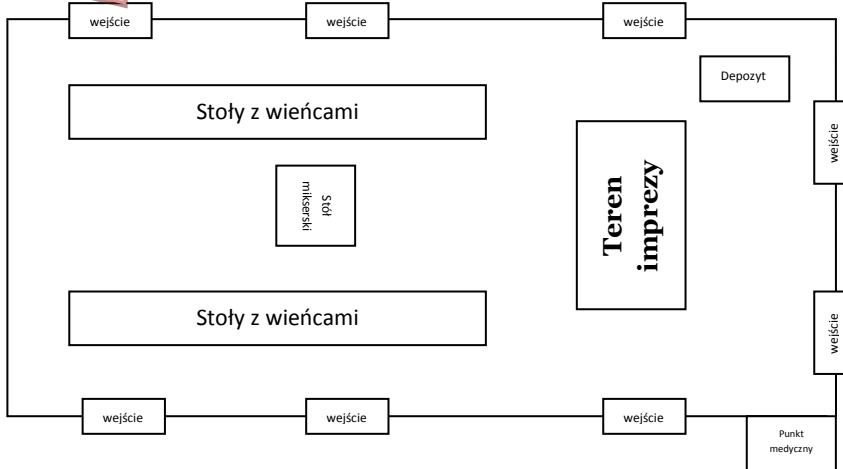 wejście
wejście
wejście
Depozyt
Stoły z wieńcami
wejście
Stół
mikserski
Teren
imprezy
Stoły z wieńcami
wejście
wejście
wejście
wejście
Punkt
medyczny